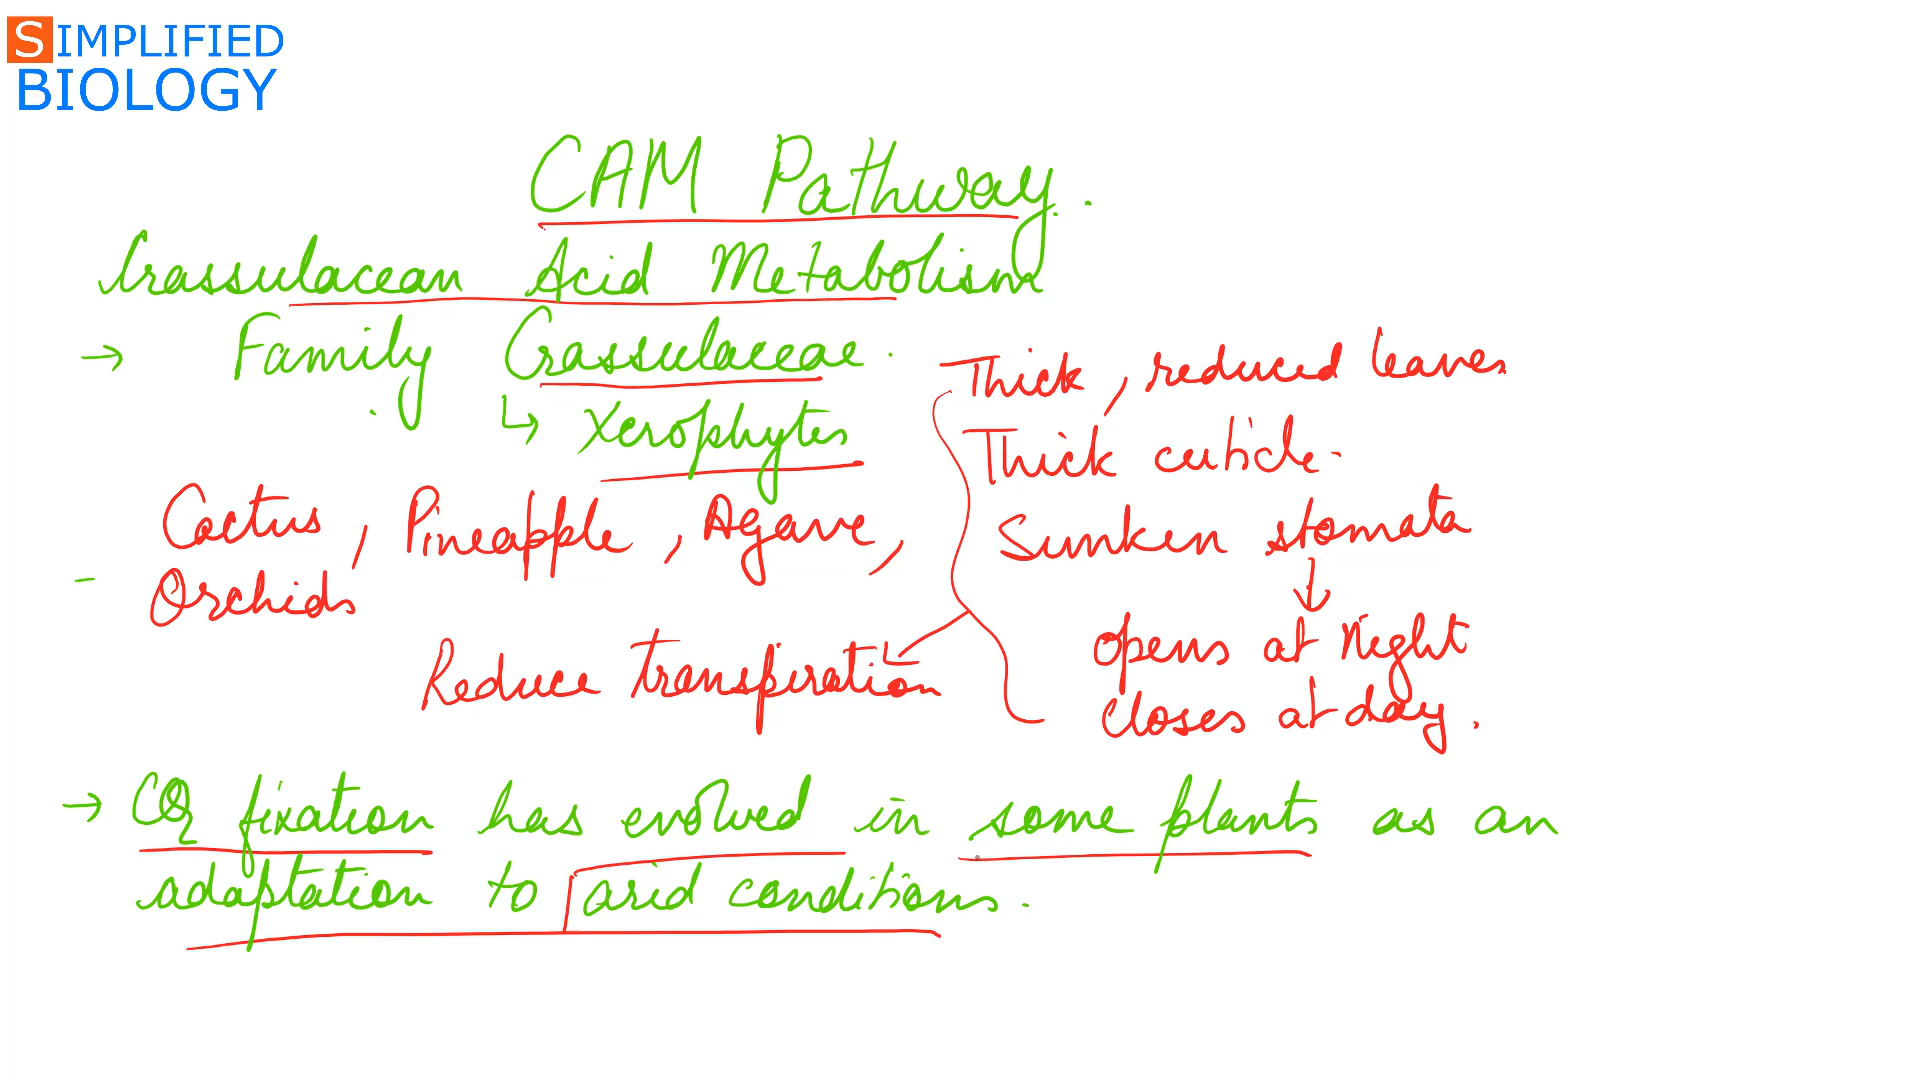 SIMPLIFIED
BIOLOGY
CAM Pathway.
Crassulacean Acid Metabolism
→ Family Crassulaceae.
↳ Xerophytes
Cactus, Pineapple, Agave,
- Orchids
Thick, reduced leaves
Thick cuticle.
Sunken stomata
↓
Opens at Night
Closes at day.
Reduce transpiration
→ CO2 fixation has evolved in some plants as an
adaptation to arid conditions.